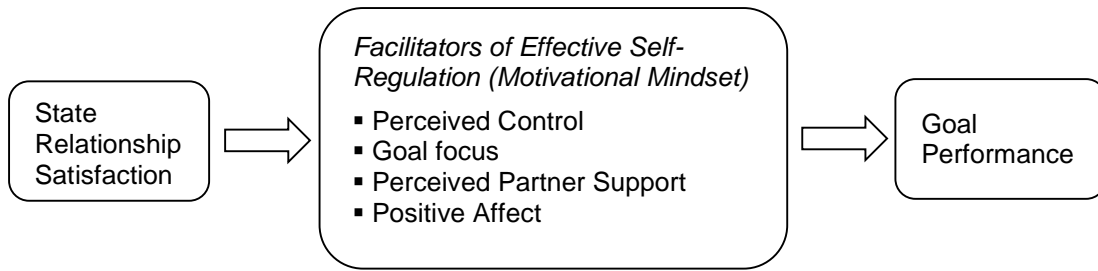 State
Relationship
Satisfaction
Facilitators of Effective Self-
Regulation (Motivational Mindset)
▪ Perceived Control
▪ Goal focus
▪ Perceived Partner Support
▪ Positive Affect
Goal
Performance